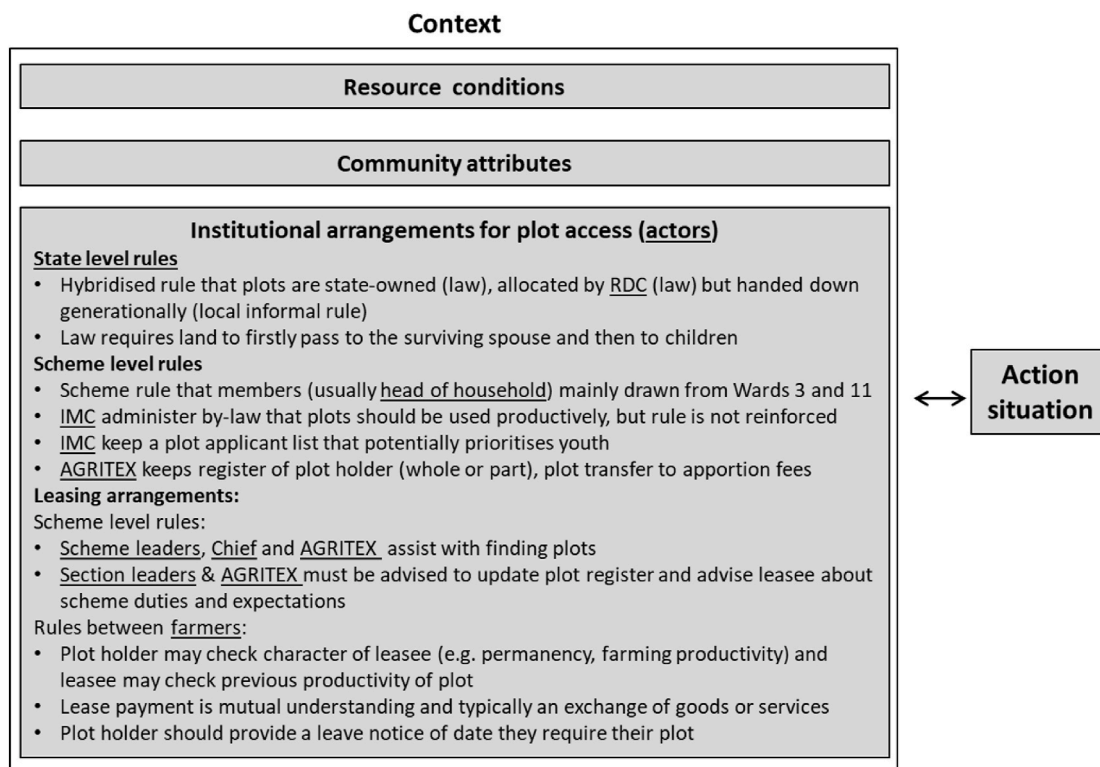 Context
Resource conditions
Community attributes
Institutional arrangements for plot access (actors)
State level rules
• Hybridised rule that plots are state-owned (law), allocated by RDC (law) but handed down
generationally (local informal rule)
• Law requires land to firstly pass to the surviving spouse and then to children
Scheme level rules
• Scheme rule that members (usually head of household) mainly drawn from Wards 3 and 11
• IMC administer by-law that plots should be used productively, but rule is not reinforced
• IMC keep a plot applicant list that potentially prioritises youth
• AGRITEX keeps register of plot holder (whole or part), plot transfer to apportion fees
Leasing arrangements:
Scheme level rules:
• Scheme leaders, Chief and AGRITEX assist with finding plots
• Section leaders & AGRITEX must be advised to update plot register and advise leasee about
scheme duties and expectations
Rules between farmers:
• Plot holder may check character of leasee (e.g. permanency, farming productivity) and
leasee may check previous productivity of plot
• Lease payment is mutual understanding and typically an exchange of goods or services
• Plot holder should provide a leave notice of date they require their plot
Action
situation